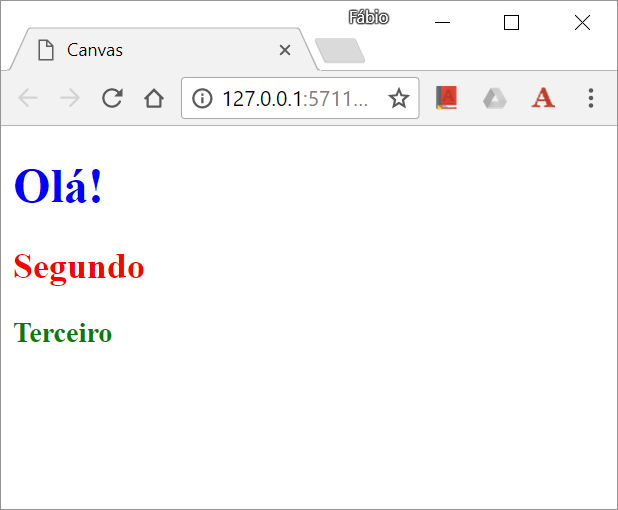 Fábio
Canvas
127.0.0.1:5711...
Olá!
Segundo
Terceiro